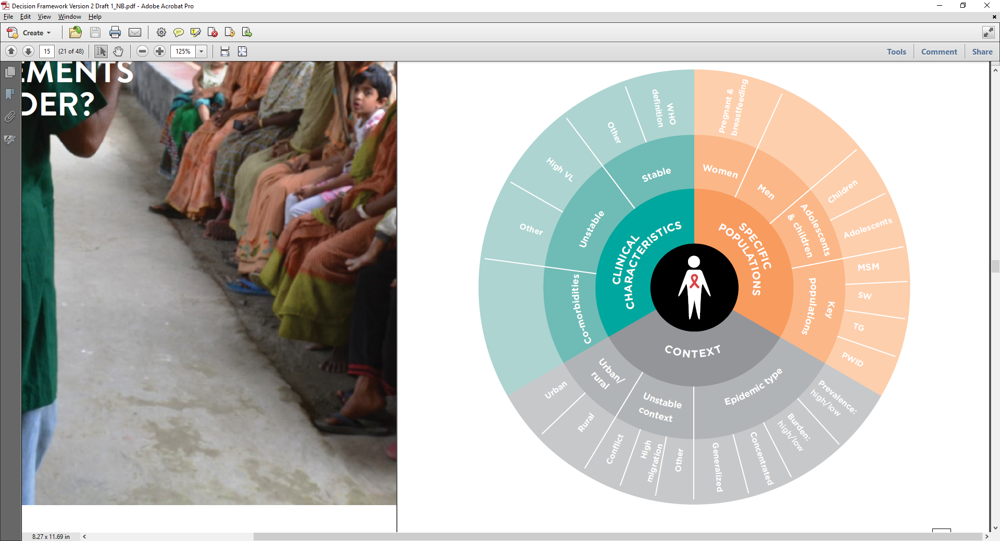 Decision Framework Version 2 Draft 1_NB.pdf - Adobe Acrobat Pro
File Edit View Window Help
Create
15 (21 of 48) 125% Tools Comment Share
EMENTS
DER?
CLINICAL
CHARACTERISTICS
Stable
WHO
definition
Other
Unstable
High VL
Other
Co-morbidities
SPECIFIC
POPULATIONS
Women
Pregnant &
breastfeeding
Men
Adolescents
& children
Children
Adolescents
Key
populations
MSM
SW
TG
PWID
CONTEXT
Epidemic type
Prevalence:
high/low
Burden:
high/low
Concentrated
Generalized
Unstable
context
Other
High
migration
Conflict
Urban/
rural
Rural
Urban
8.27 x 11.69 in